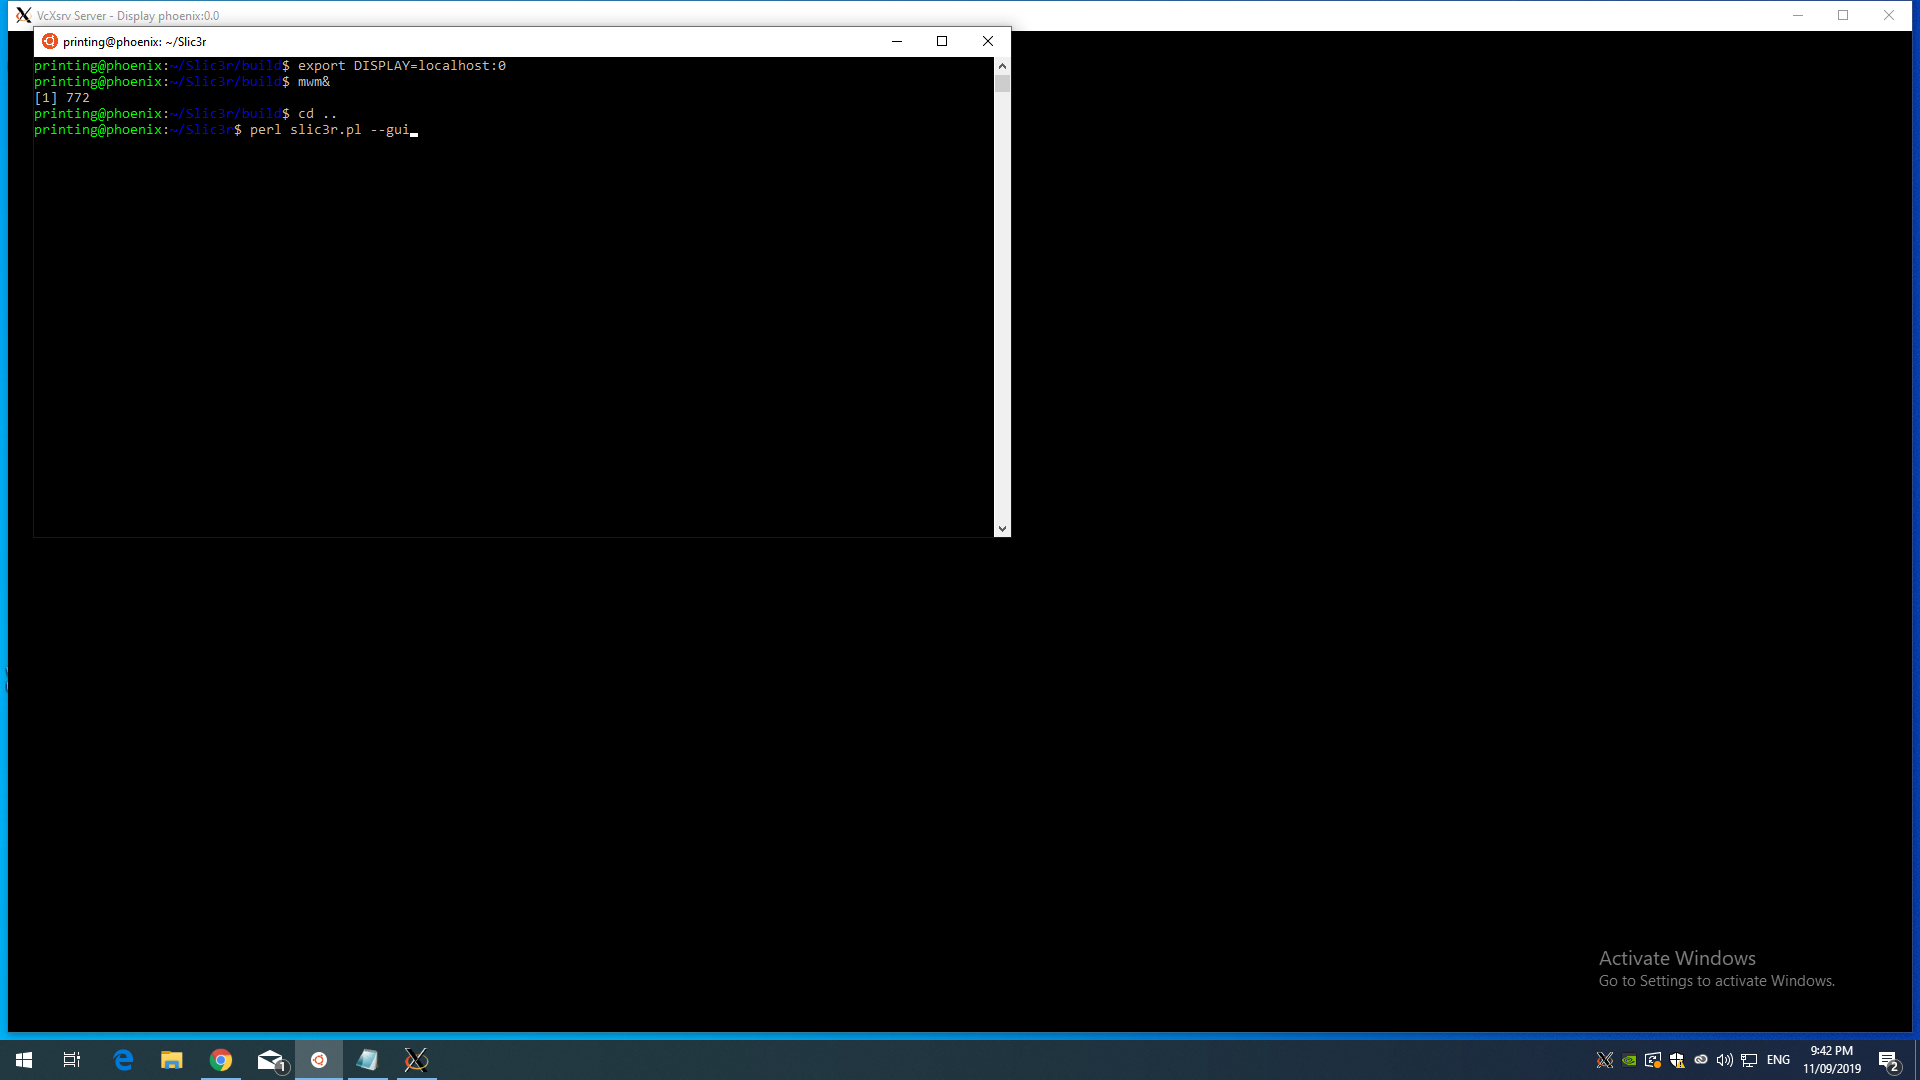 VcXsrv Server - Display phoenix:0.0
printing@phoenix: ~/Slic3r
printing@phoenix:~/Slic3r/build$ export DISPLAY=localhost:0
printing@phoenix:~/Slic3r/build$ mwm&
[1] 772
printing@phoenix:~/Slic3r/build$ cd ..
printing@phoenix:~/Slic3r$ perl slic3r.pl --gui
Activate Windows
Go to Settings to activate Windows.
1
ENG
9:42 PM
11/09/2019
2